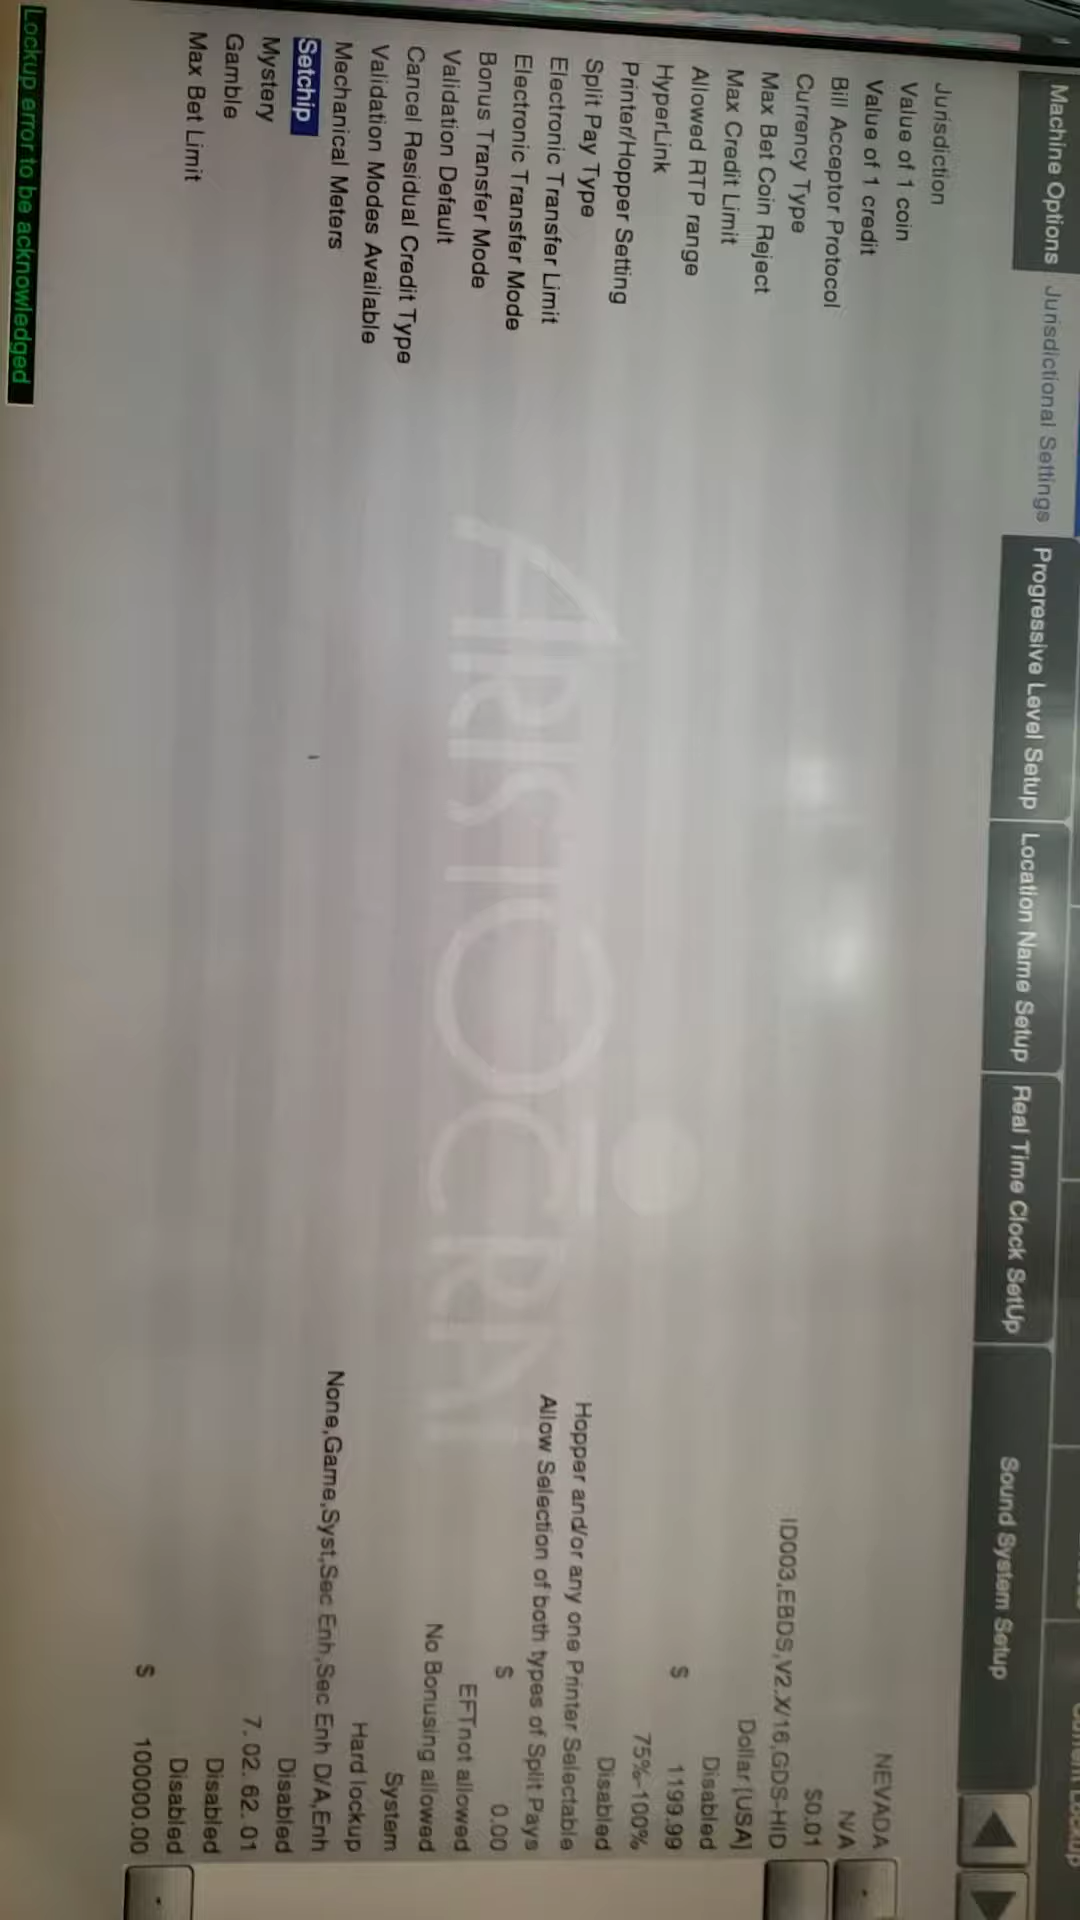 Machine Options Jurisdictional Settings Progressive Level Setup Location Name Setup Real Time Clock SetUp Sound System Setup
Jurisdiction NEVADA
Value of 1 coin N/A
Value of 1 credit $0.01
Bill Acceptor Protocol ID003,EBDS,V2.X/16,GDS-HID
Currency Type Dollar [USA]
Max Bet Coin Reject Disabled
Max Credit Limit $ 1199.99
Allowed RTP range 75%-100%
HyperLink Disabled
Printer/Hopper Setting Hopper and/or any one Printer Selectable
Split Pay Type Allow Selection of both types of Split Pays
Electronic Transfer Limit $ 0.00
Electronic Transfer Mode EFT not allowed
Bonus Transfer Mode No Bonusing allowed
Validation Default System
Cancel Residual Credit Type Hard lockup
Validation Modes Available None,Game,Syst,Sec Enh,Sec Enh D/A,Enh
Mechanical Meters Disabled
Setchip 7.02.62.01
Mystery Disabled
Gamble Disabled
Max Bet Limit $ 100000.00
ARISTOCRAT
Lockup error to be acknowledged